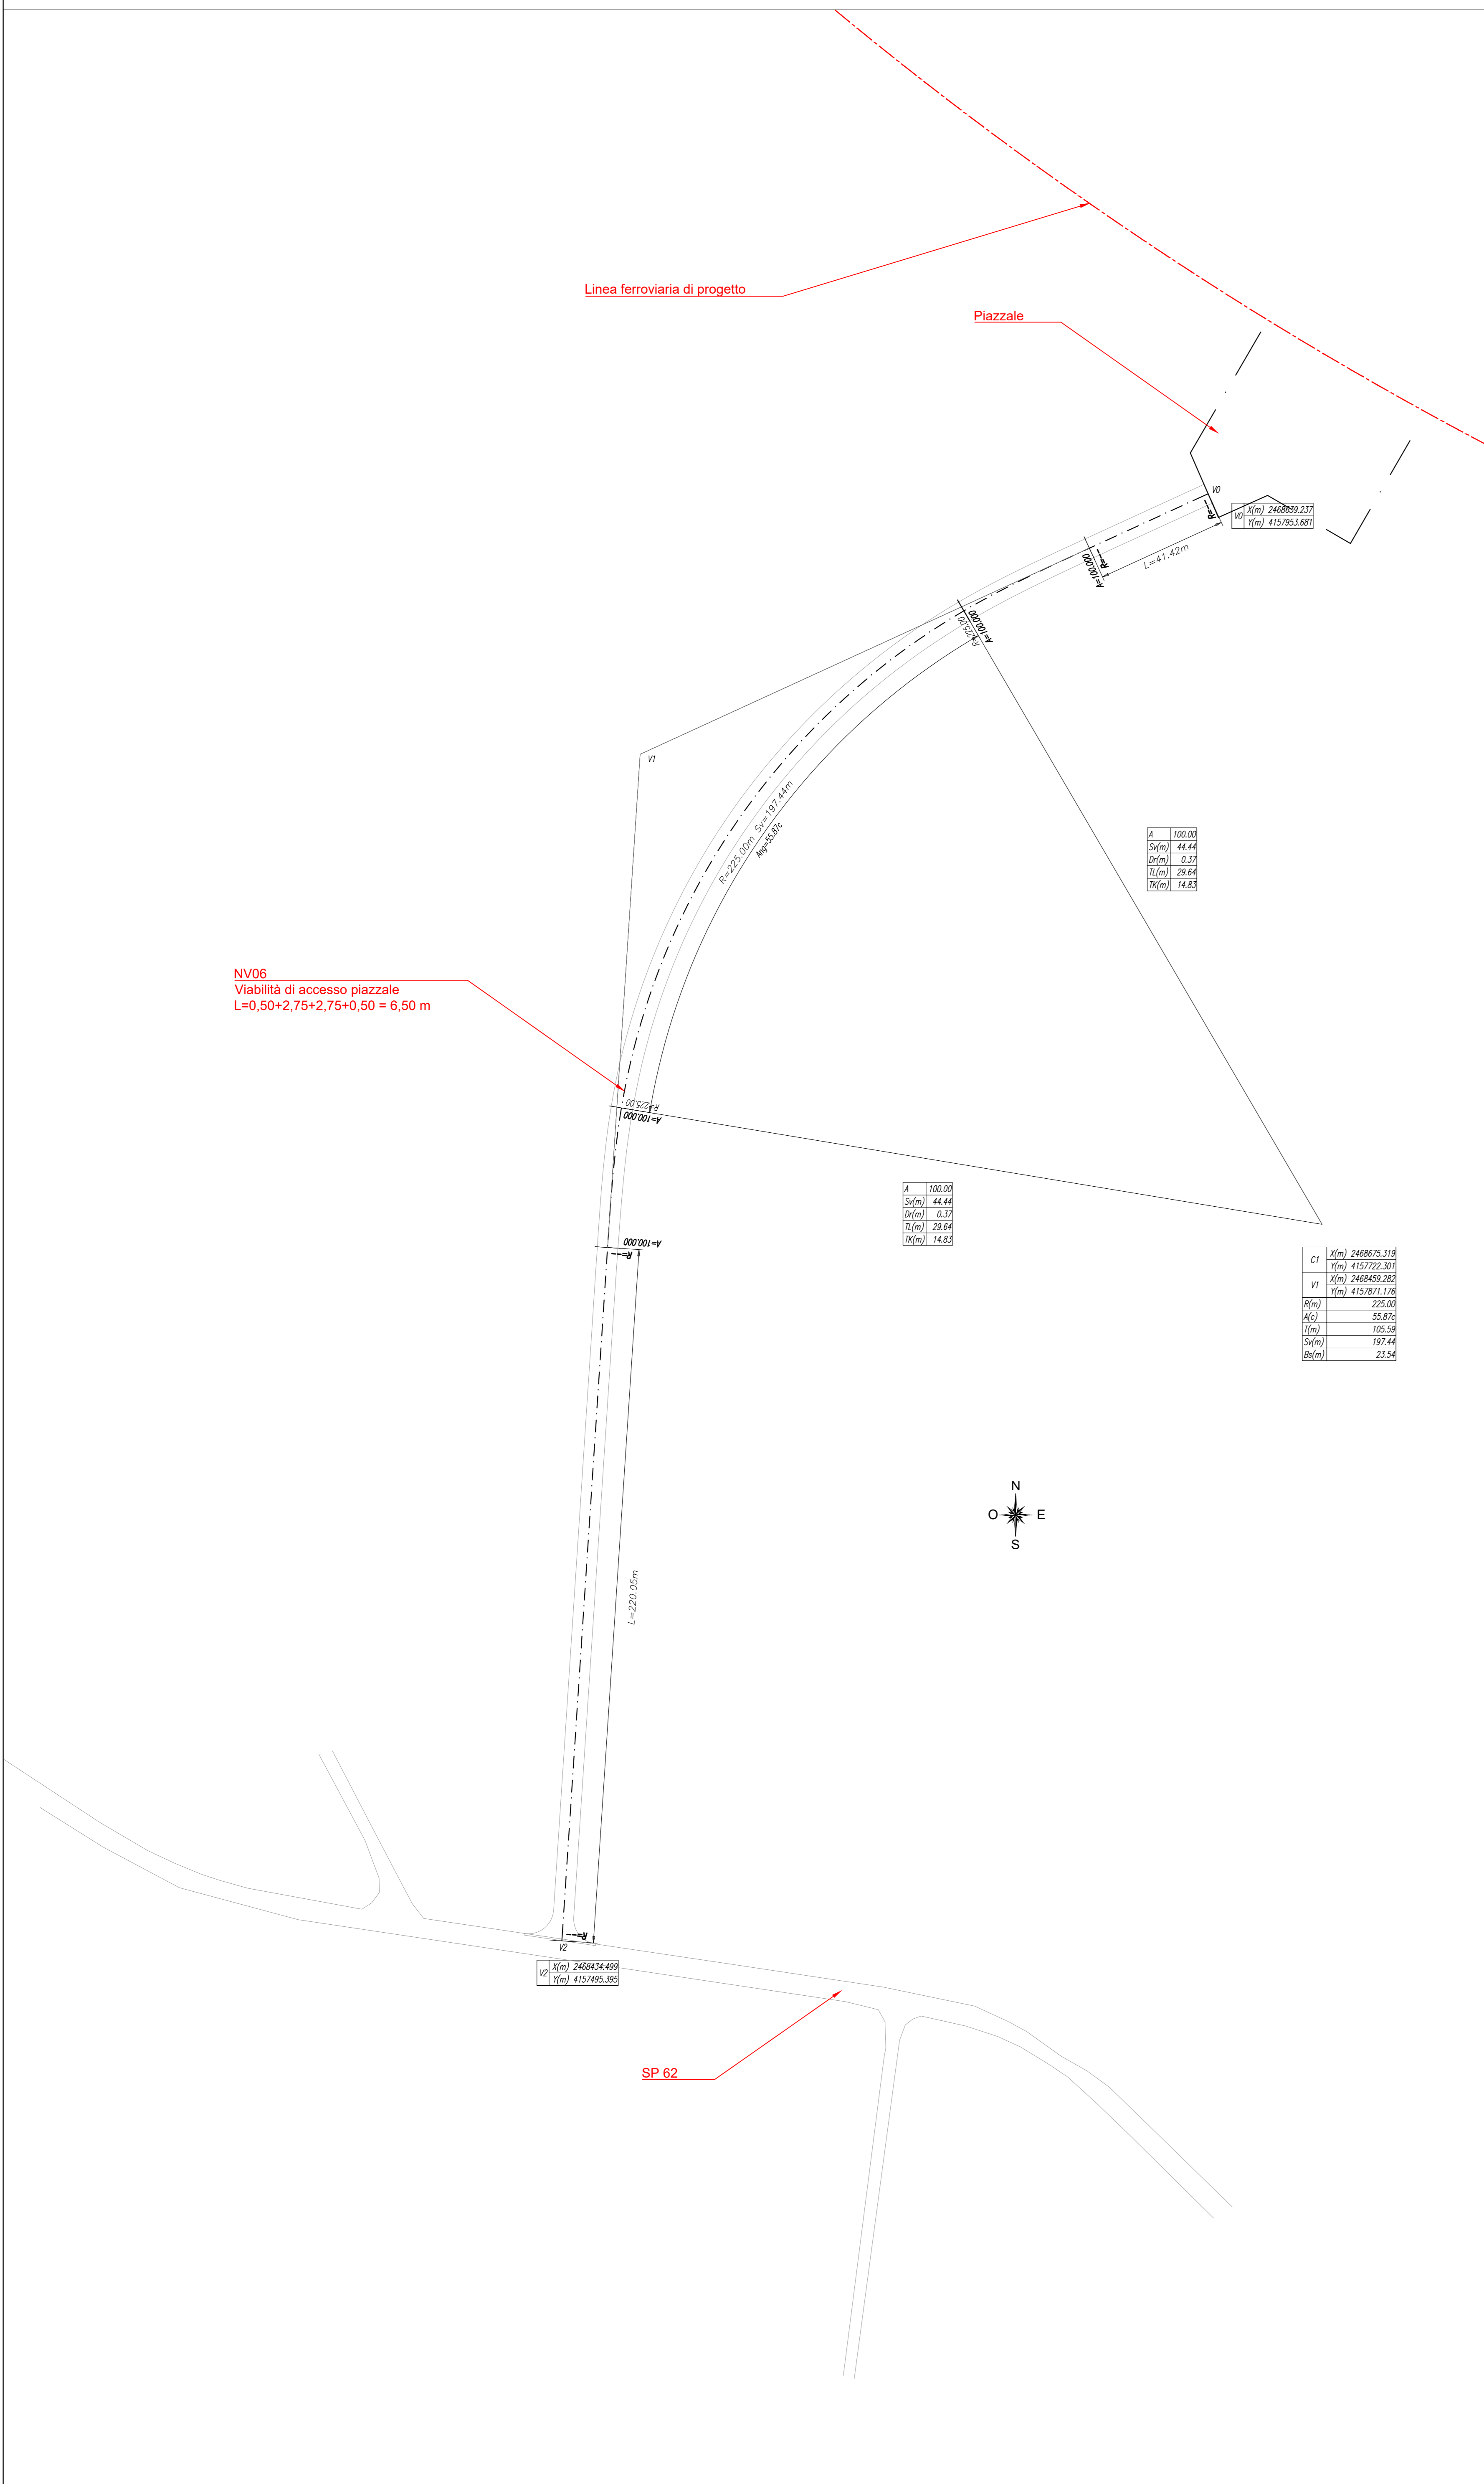 Linea ferroviaria di progetto
Piazzale
V0
R=---
V0 X(m) 2468639.237
Y(m) 4157953.681
L=41.42m
R=---
A=100.000
A=100.000
R=225.00
V1
R=225.00m Sv=197.44m
Ang=55.87c
A 100.00
Sv(m) 44.44
Dr(m) 0.37
TL(m) 29.64
TK(m) 14.83
NV06
Viabilità di accesso piazzale
L=0,50+2,75+2,75+0,50 = 6,50 m
R=225.00
A=100.000
A 100.00
Sv(m) 44.44
Dr(m) 0.37
TL(m) 29.64
TK(m) 14.83
A=100.000
R=---
C1 X(m) 2468675.319
Y(m) 4157722.301
V1 X(m) 2468459.282
Y(m) 4157871.176
R(m) 225.00
A(c) 55.87c
T(m) 105.59
Sv(m) 197.44
Bs(m) 23.54
N
O E
S
L=220.05m
R=---
V2
V2 X(m) 2468434.499
Y(m) 4157495.395
SP 62